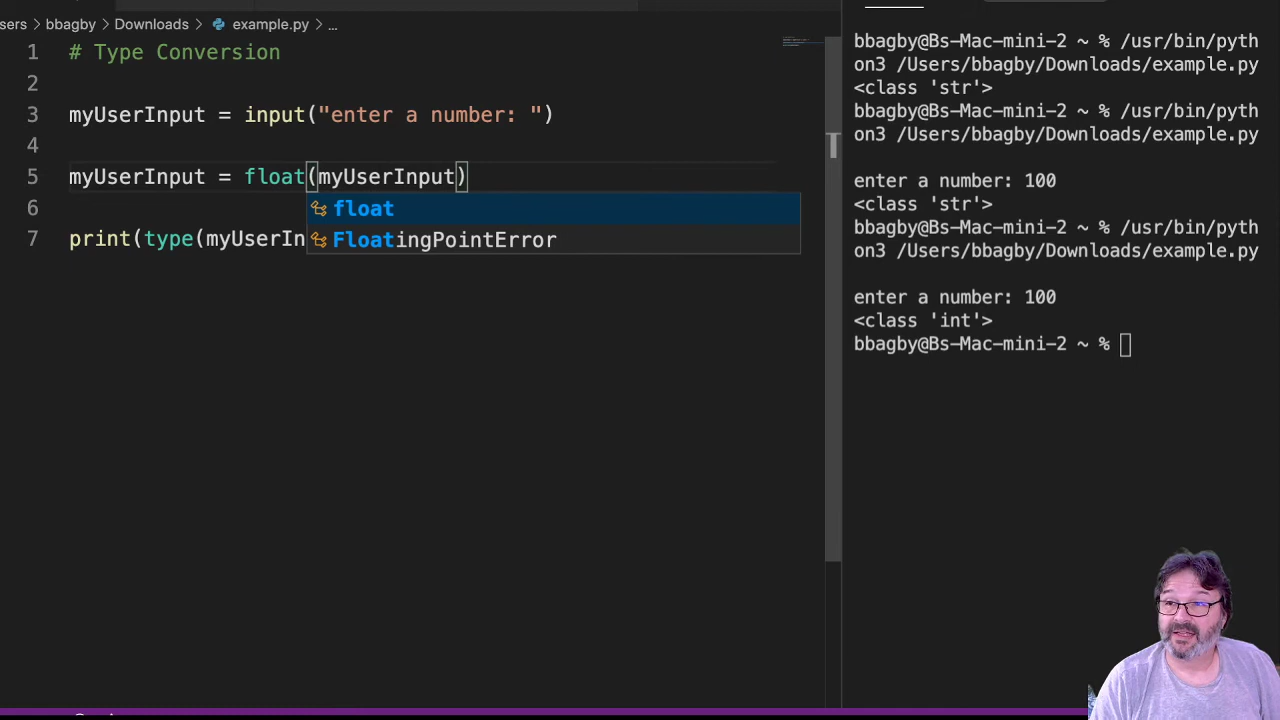 sers > bbagby > Downloads > example.py > ...
1 # Type Conversion
2
3 myUserInput = input("enter a number: ")
4
5 myUserInput = float(myUserInput)
6
float
FloatingPointError
7 print(type(myUserIn
bbagby@Bs-Mac-mini-2 ~ % /usr/bin/pyth
on3 /Users/bbagby/Downloads/example.py
<class 'str'>
bbagby@Bs-Mac-mini-2 ~ % /usr/bin/pyth
on3 /Users/bbagby/Downloads/example.py
enter a number: 100
<class 'str'>
bbagby@Bs-Mac-mini-2 ~ % /usr/bin/pyth
on3 /Users/bbagby/Downloads/example.py
enter a number: 100
<class 'int'>
bbagby@Bs-Mac-mini-2 ~ %